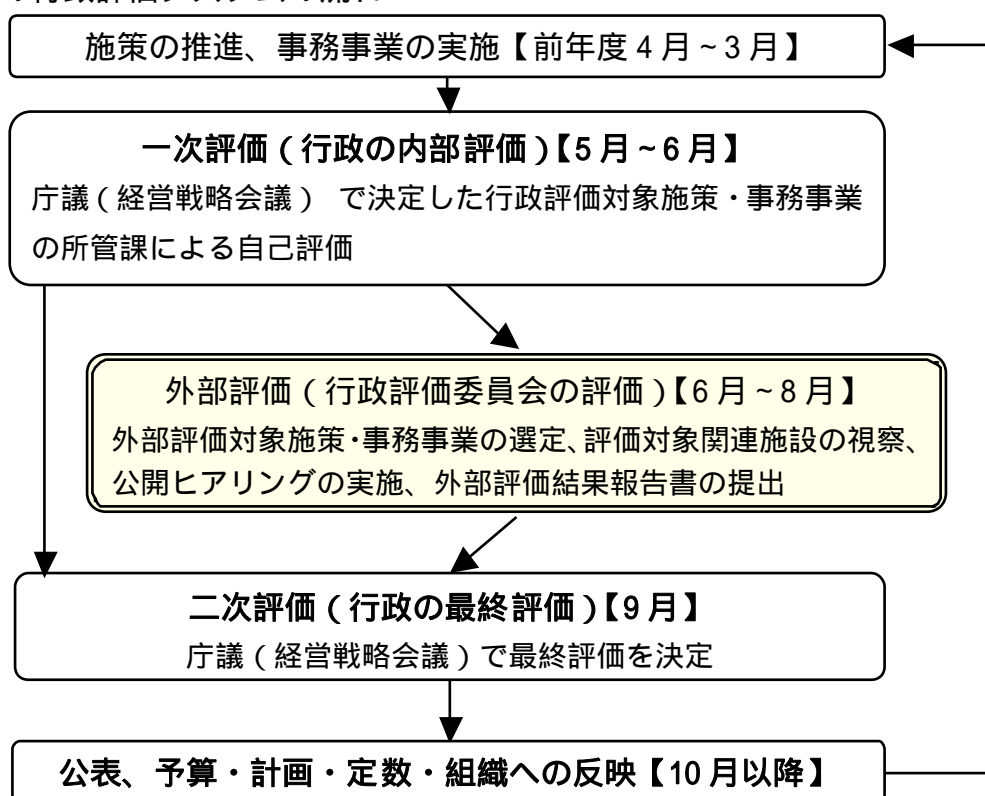 施策の推進、事務事業の実施【前年度4月~3月】
一次評価(行政の内部評価)【5月~6月】
庁議(経営戦略会議) で決定した行政評価対象施策・事務事業
の所管課による自己評価
外部評価(行政評価委員会の評価)【6月~8月】
外部評価対象施策・事務事業の選定、評価対象関連施設の視察、
公開ヒアリングの実施、外部評価結果報告書の提出
二次評価(行政の最終評価)【9月】
庁議(経営戦略会議)で最終評価を決定
公表、予算・計画・定数・組織への反映【10月以降】